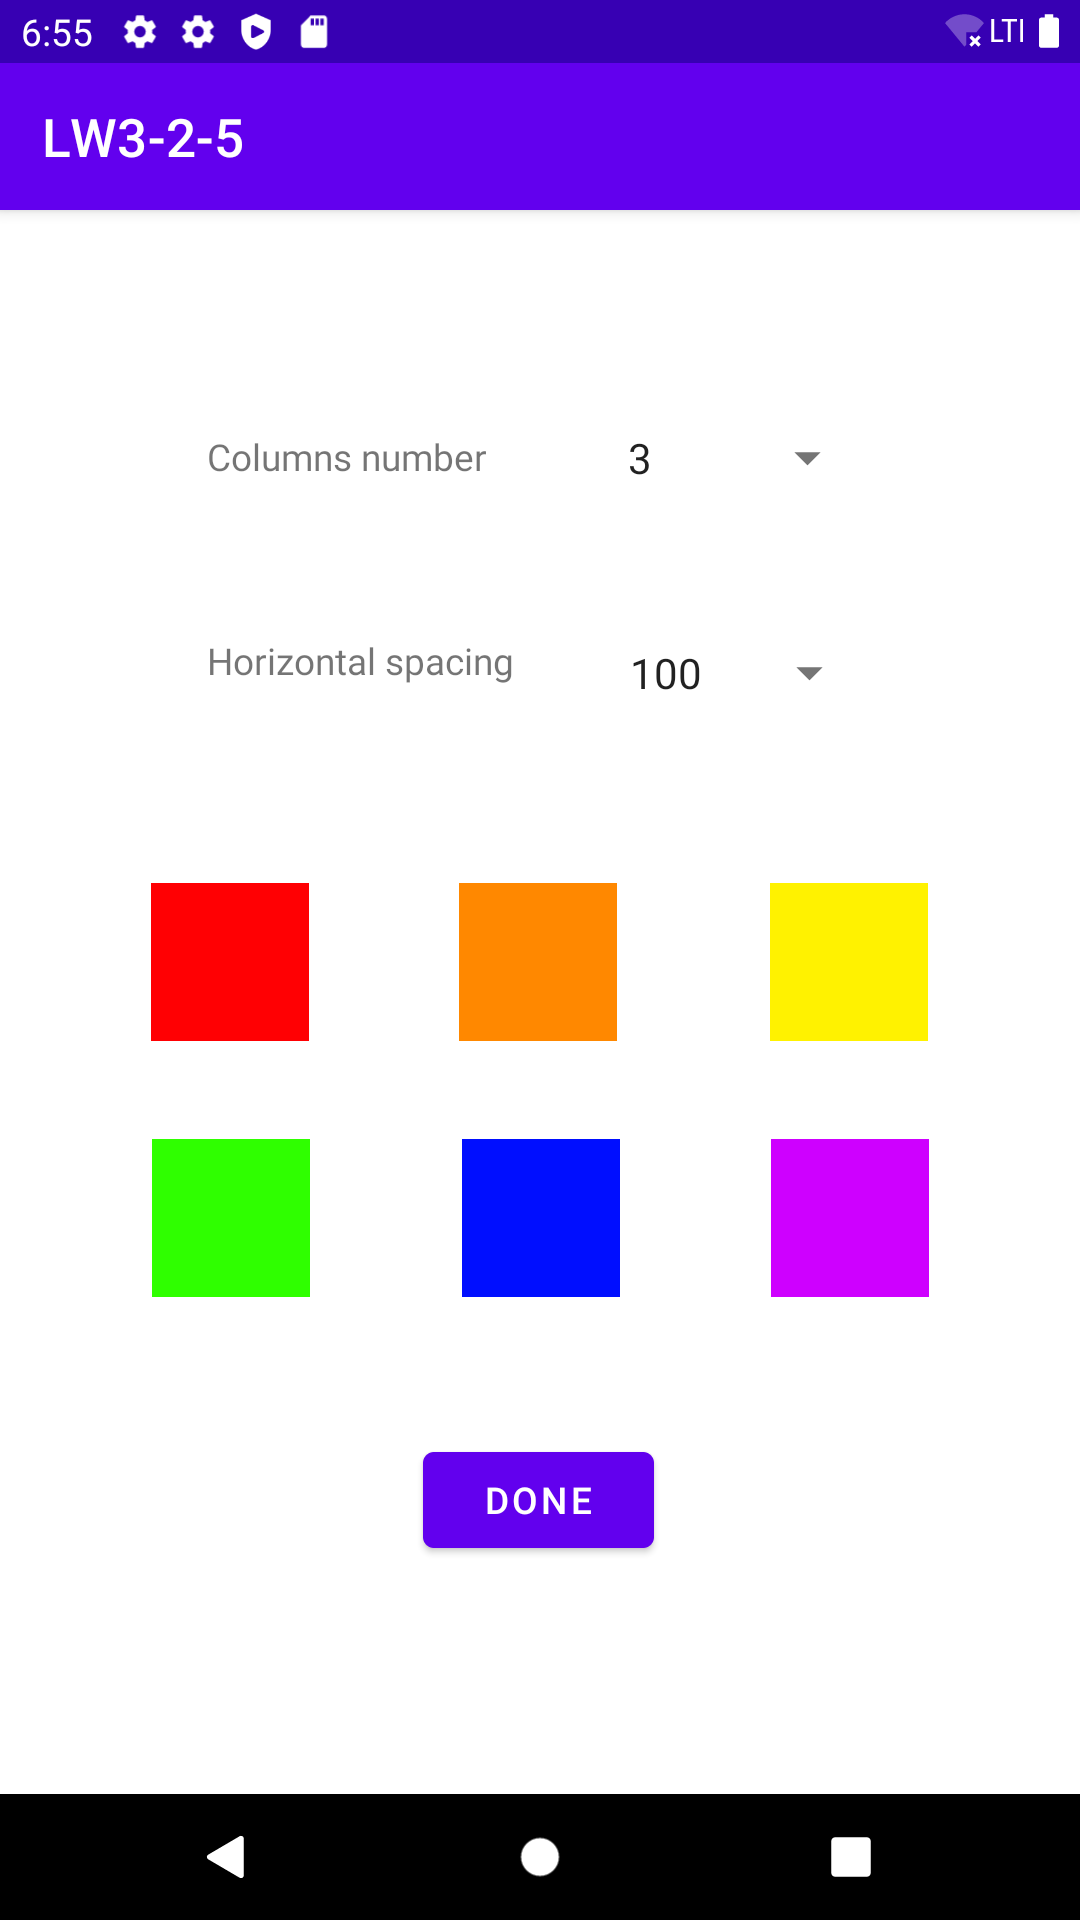 6:55 LTI
LW3-2-5
Columns number 3
Horizontal spacing 100
DONE